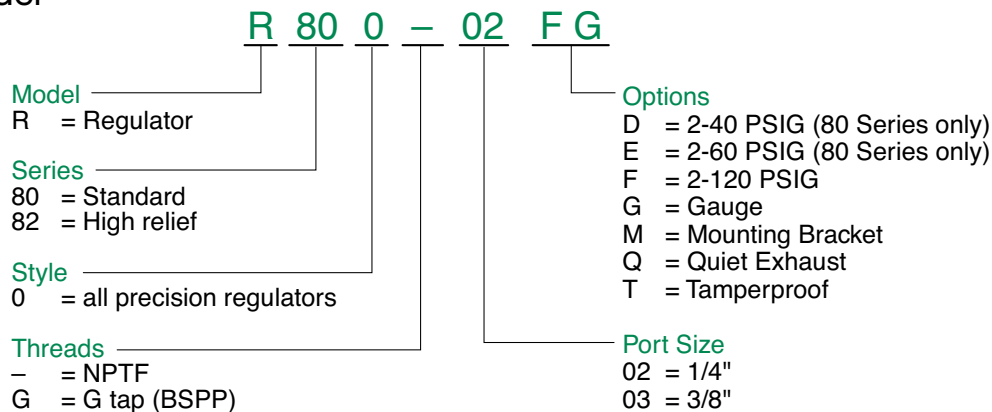 R 80 0 – 02 F G
Model
R = Regulator
Series
80 = Standard
82 = High relief
Style
0 = all precision regulators
Threads
– = NPTF
G = G tap (BSPP)
Options
D = 2-40 PSIG (80 Series only)
E = 2-60 PSIG (80 Series only)
F = 2-120 PSIG
G = Gauge
M = Mounting Bracket
Q = Quiet Exhaust
T = Tamperproof
Port Size
02 = 1/4"
03 = 3/8"